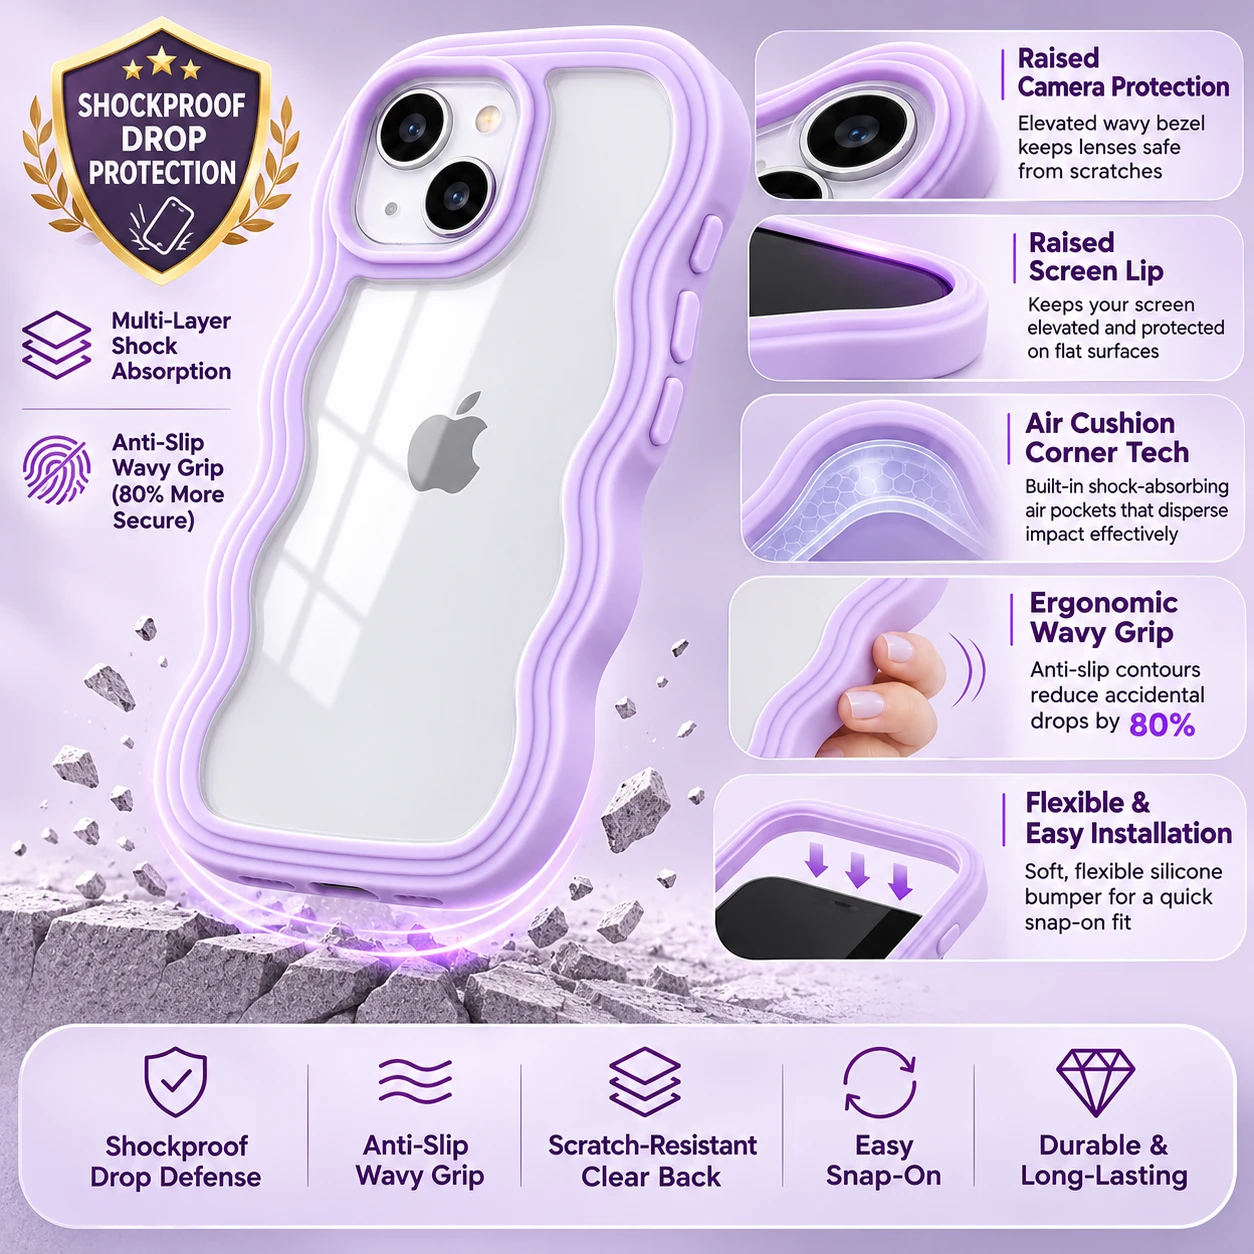 SHOCKPROOF
DROP
PROTECTION
Multi-Layer
Shock
Absorption
Anti-Slip
Wavy Grip
(80% More
Secure)
Raised
Camera Protection
Elevated wavy bezel
keeps lenses safe
from scratches
Raised
Screen Lip
Keeps your screen
elevated and protected
on flat surfaces
Air Cushion
Corner Tech
Built-in shock-absorbing
air pockets that disperse
impact effectively
Ergonomic
Wavy Grip
Anti-slip contours
reduce accidental
drops by 80%
Flexible &
Easy Installation
Soft, flexible silicone
bumper for a quick
snap-on fit
Shockproof
Drop Defense
Anti-Slip
Wavy Grip
Scratch-Resistant
Clear Back
Easy
Snap-On
Durable &
Long-Lasting